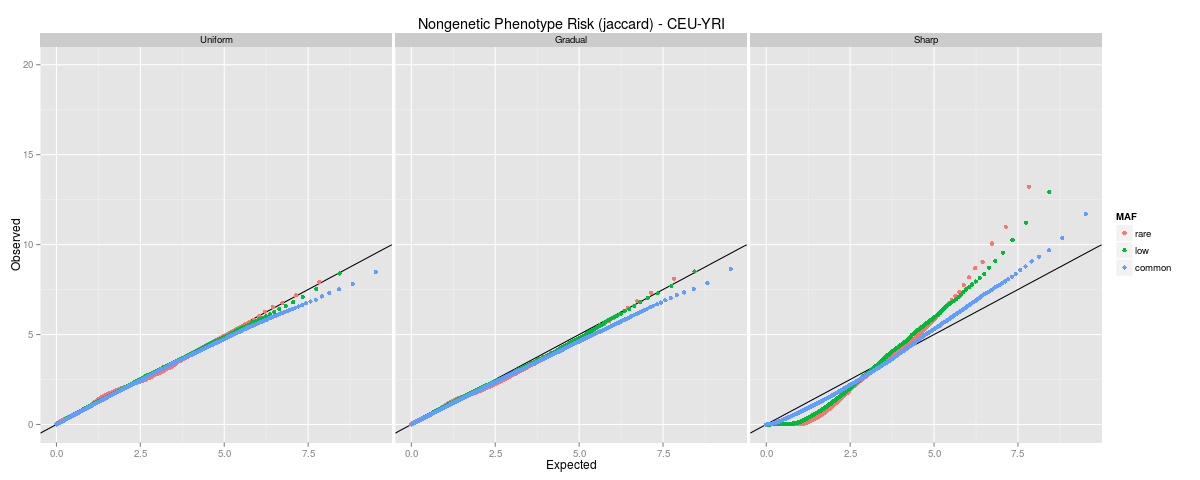 Nongenetic Phenotype Risk (jaccard) - CEU-YRI
Uniform
Gradual
Sharp
20
15
10
5
0
Observed
0.0 2.5 5.0 7.5
0.0 2.5 5.0 7.5
0.0 2.5 5.0 7.5
Expected
MAF
rare
low
common